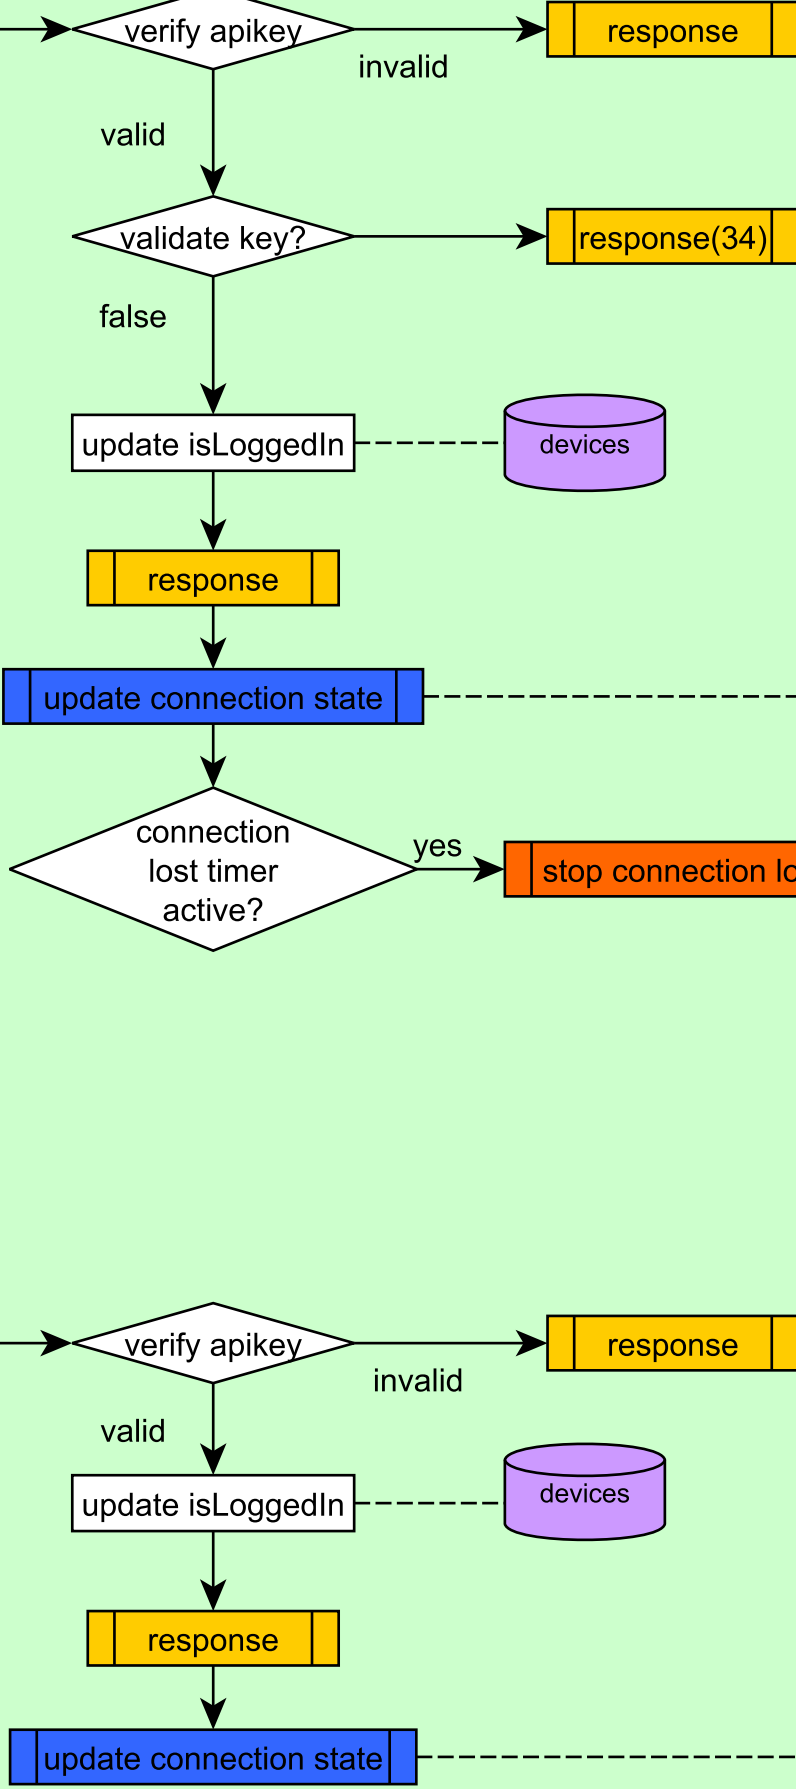 verify apikey
response
invalid
valid
validate key?
response(34)
false
update isLoggedIn
devices
response
update connection state
connection
lost timer
active?
yes
stop connection lo
verify apikey
response
invalid
valid
update isLoggedIn
devices
response
update connection state